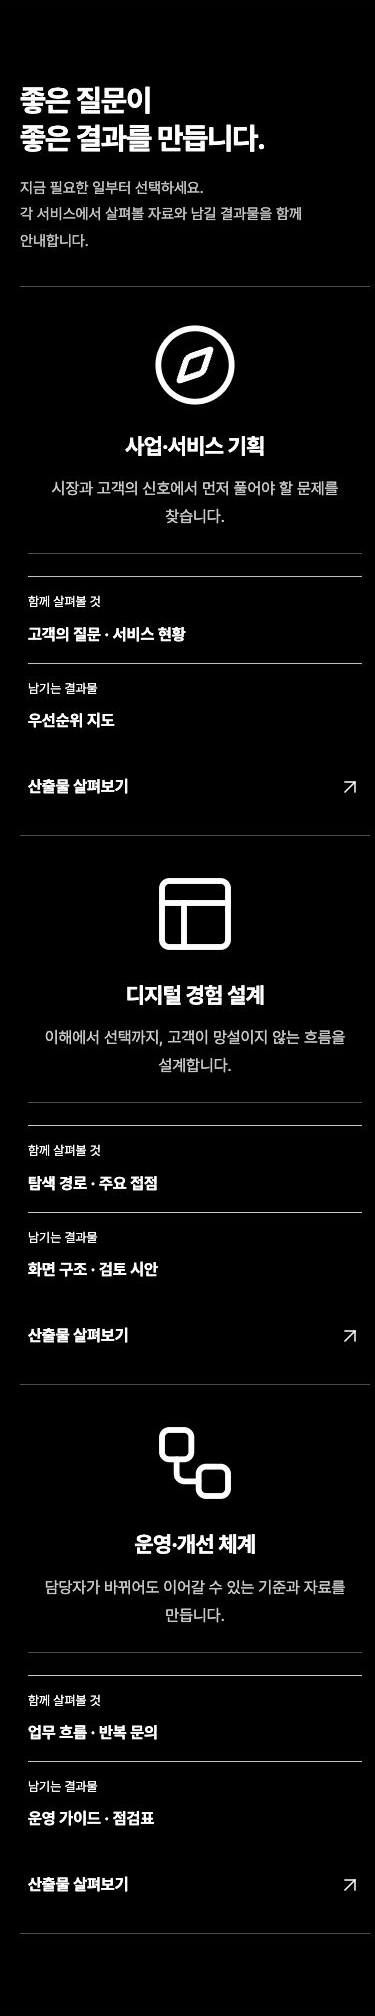 좋은 질문이
좋은 결과를 만듭니다.
지금 필요한 일부터 선택하세요.
각 서비스에서 살펴볼 자료와 남길 결과물을 함께
안내합니다.
사업·서비스 기획
시장과 고객의 신호에서 먼저 풀어야 할 문제를
찾습니다.
함께 살펴볼 것
고객의 질문 · 서비스 현황
남기는 결과물
우선순위 지도
산출물 살펴보기
디지털 경험 설계
이해에서 선택까지, 고객이 망설이지 않는 흐름을
설계합니다.
함께 살펴볼 것
탐색 경로 · 주요 접점
남기는 결과물
화면 구조 · 검토 시안
산출물 살펴보기
운영·개선 체계
담당자가 바뀌어도 이어갈 수 있는 기준과 자료를
만듭니다.
함께 살펴볼 것
업무 흐름 · 반복 문의
남기는 결과물
운영 가이드 · 점검표
산출물 살펴보기